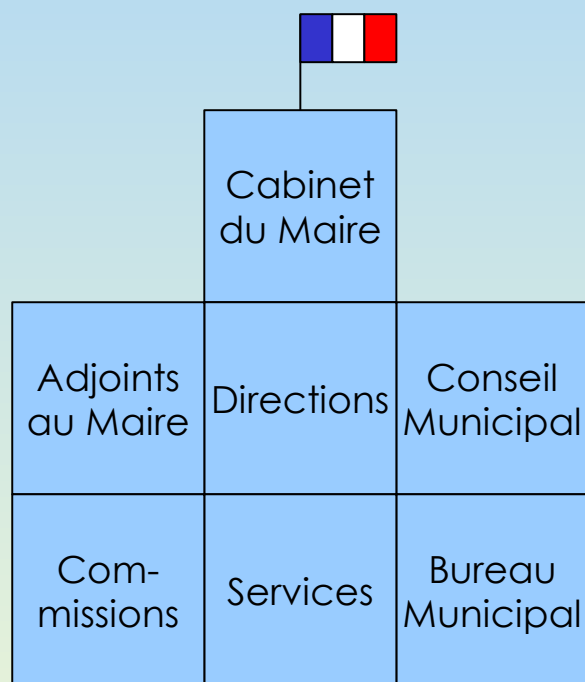 Cabinet
du Maire
Adjoints
au Maire
Directions
Conseil
Municipal
Com-
missions
Services
Bureau
Municipal